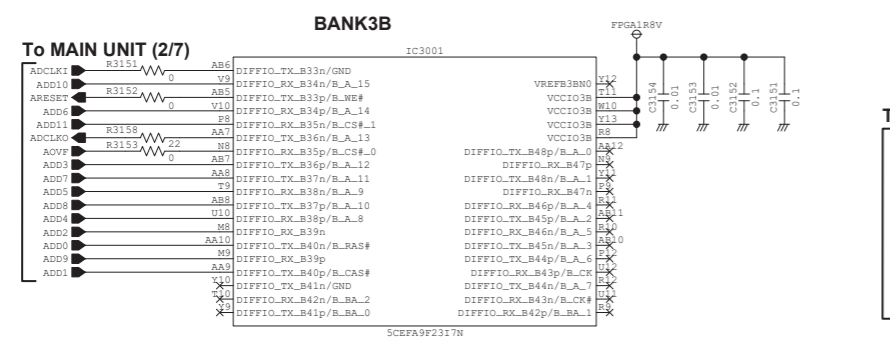 BANK3B
FPGA1R8V
To MAIN UNIT (2/7)
IC3001
ADCLKI R3151 0 AB6 DIFFIO_TX_B33n/GND
ADD10 V9 DIFFIO_RX_B34n/B_A_15 VREFB3BN0 Y12
ARESET R3152 0 AB5 DIFFIO_TX_B33p/B_WE# VCCIO3B T11
ADD6 V10 DIFFIO_RX_B34p/B_A_14 VCCIO3B W10
ADD11 P8 DIFFIO_RX_B35n/B_CS#_1 VCCIO3B Y13
ADCLKO R3158 22 AA7 DIFFIO_TX_B36n/B_A_13 VCCIO3B R8
AOVF R3153 0 N8 DIFFIO_RX_B35p/B_CS#_0 DIFFIO_TX_B48p/B_A_0 AA12
ADD3 AB7 DIFFIO_TX_B36p/B_A_12 DIFFIO_RX_B47p N9
ADD7 AA8 DIFFIO_TX_B37n/B_A_11 DIFFIO_TX_B48n/B_A_1 Y11
ADD5 T9 DIFFIO_RX_B38n/B_A_9 DIFFIO_RX_B47n P9
ADD8 AB8 DIFFIO_TX_B37p/B_A_10 DIFFIO_RX_B46p/B_A_4 R11
ADD4 U10 DIFFIO_RX_B38p/B_A_8 DIFFIO_TX_B45p/B_A_2 AB11
ADD2 M8 DIFFIO_RX_B39n DIFFIO_RX_B46n/B_A_5 R10
ADD0 AA10 DIFFIO_TX_B40n/B_RAS# DIFFIO_TX_B45n/B_A_3 AB10
ADD9 M9 DIFFIO_RX_B39p DIFFIO_TX_B44p/B_A_6 P12
ADD1 AA9 DIFFIO_TX_B40p/B_CAS# DIFFIO_RX_B43p/B_CK U12
Y10 DIFFIO_TX_B41n/GND DIFFIO_TX_B44n/B_A_7 R12
T10 DIFFIO_RX_B42n/B_BA_2 DIFFIO_RX_B43n/B_CK# U11
Y9 DIFFIO_TX_B41p/B_BA_0 DIFFIO_RX_B42p/B_BA_1 R9
5CEFA9F23I7N
C3154 0.01
C3153 0.01
C3152 0.1
C3151 0.1
T